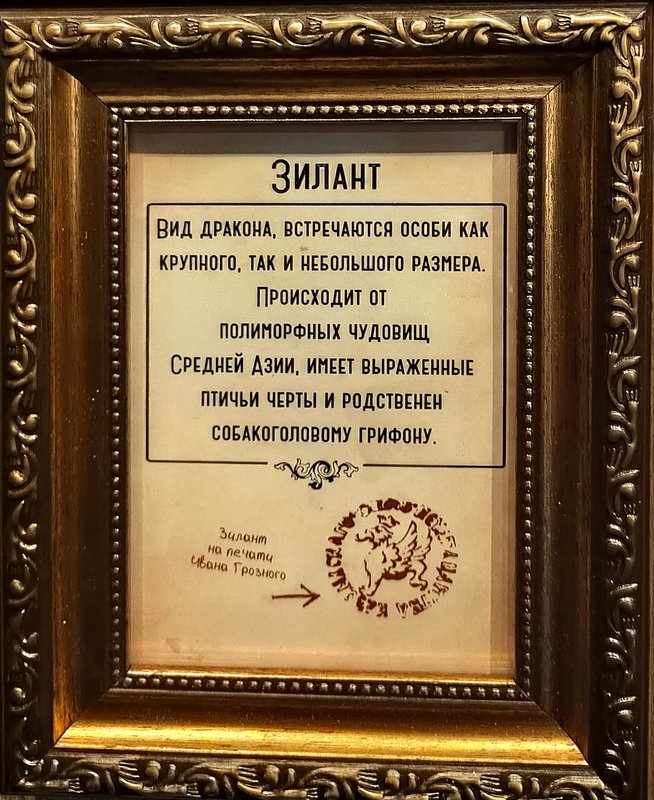 Зилант
Вид дракона, встречаются особи как
крупного, так и небольшого размера.
Происходит от
полиморфных чудовищ
Средней Азии, имеет выраженные
птичьи черты и родственен
собакоголовому грифону.
Зилант
на печати
Ивана Грозного